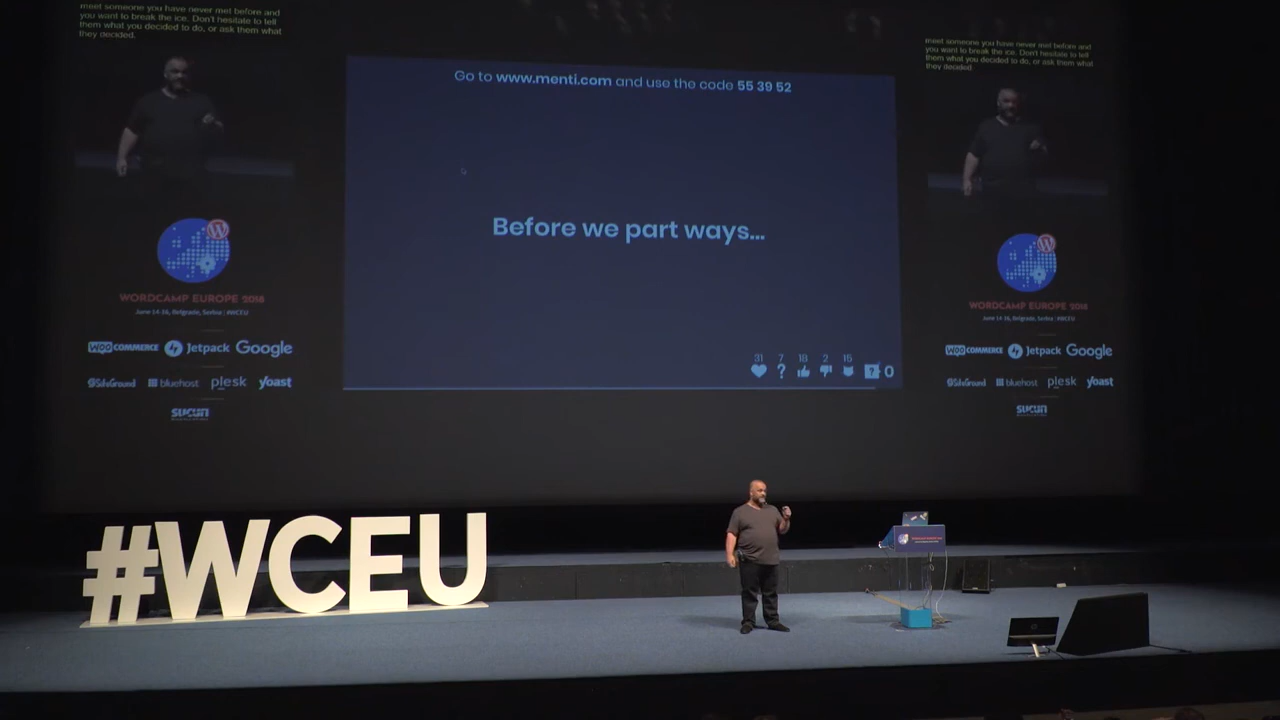 meet someone you have never met before and
you want to break the ice. Don't hesitate to tell
them what you decided to do, or ask them what
they decided.
WORDCAMP EUROPE 2018
June 14-16, Belgrade, Serbia | #WCEU
WOO COMMERCE Jetpack Google
SiteGround bluehost plesk yoast
SUCURI
Go to www.menti.com and use the code 55 39 52
Before we part ways...
31 7 18 2 15
? ? 0
meet someone you have never met before and
you want to break the ice. Don't hesitate to tell
them what you decided to do, or ask them what
they decided
WORDCAMP EUROPE 2018
June 14-16, Belgrade, Serbia | #WCEU
WOO COMMERCE Jetpack Google
SiteGround bluehost plesk yoast
SUCURI
#WCEU